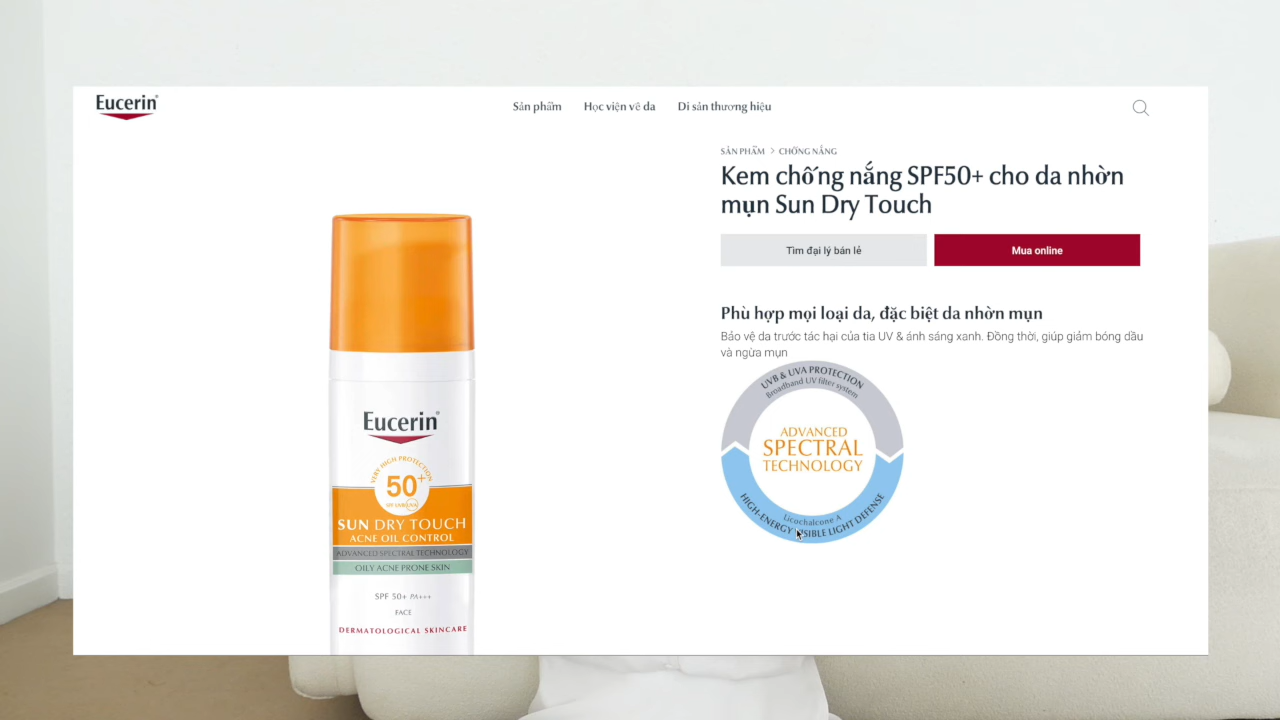 Eucerin
Sản phẩm
Học viện về da
Di sản thương hiệu
SẢN PHẨM > CHỐNG NẮNG
Kem chống nắng SPF50+ cho da nhờn
mụn Sun Dry Touch
Tìm đại lý bán lẻ
Mua online
Phù hợp mọi loại da, đặc biệt da nhờn mụn
Bảo vệ da trước tác hại của tia UV & ánh sáng xanh. Đồng thời, giúp giảm bóng dầu
và ngừa mụn
UVB & UVA PROTECTION
Broadband UV filter system
ADVANCED
SPECTRAL
TECHNOLOGY
Licochalcone A
HIGH-ENERGY VISIBLE LIGHT DEFENSE
Eucerin
VERY HIGH PROTECTION
50+
SUN DRY TOUCH
ACNE OIL CONTROL
ADVANCED SPECTRAL TECHNOLOGY
OILY ACNE PRONE SKIN
SPF 50+ PA+++
FACE
DERMATOLOGICAL SKINCARE